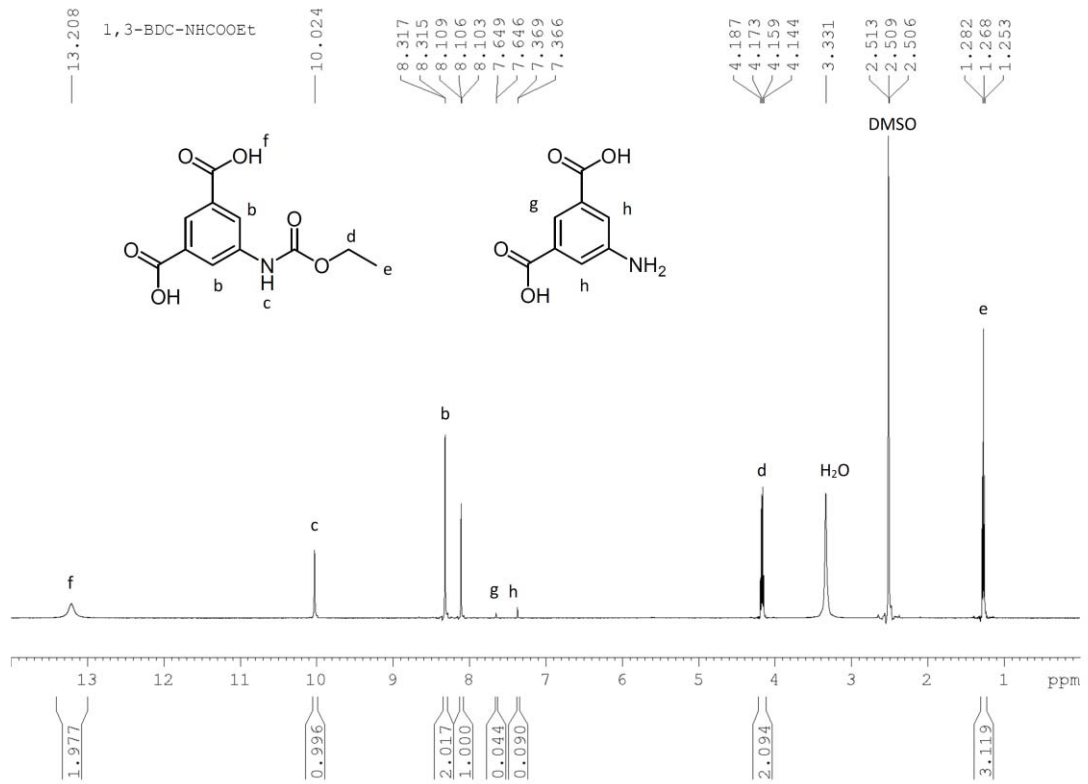 13.208
1,3-BDC-NHCOOEt
10.024
8.317
8.315
8.109
8.106
8.103
7.649
7.646
7.369
7.366
4.187
4.173
4.159
4.144
3.331
2.513
2.509
2.506
1.282
1.268
1.253
DMSO
O
OH
f
b
O
d
O
OH
b
N
H
c
O
e
O
OH
g
h
O
OH
h
NH₂
e
b
d
H₂O
c
f
g
h
13 12 11 10 9 8 7 6 5 4 3 2 1 ppm
1.977
0.996
2.017
1.000
0.044
0.090
2.094
3.119